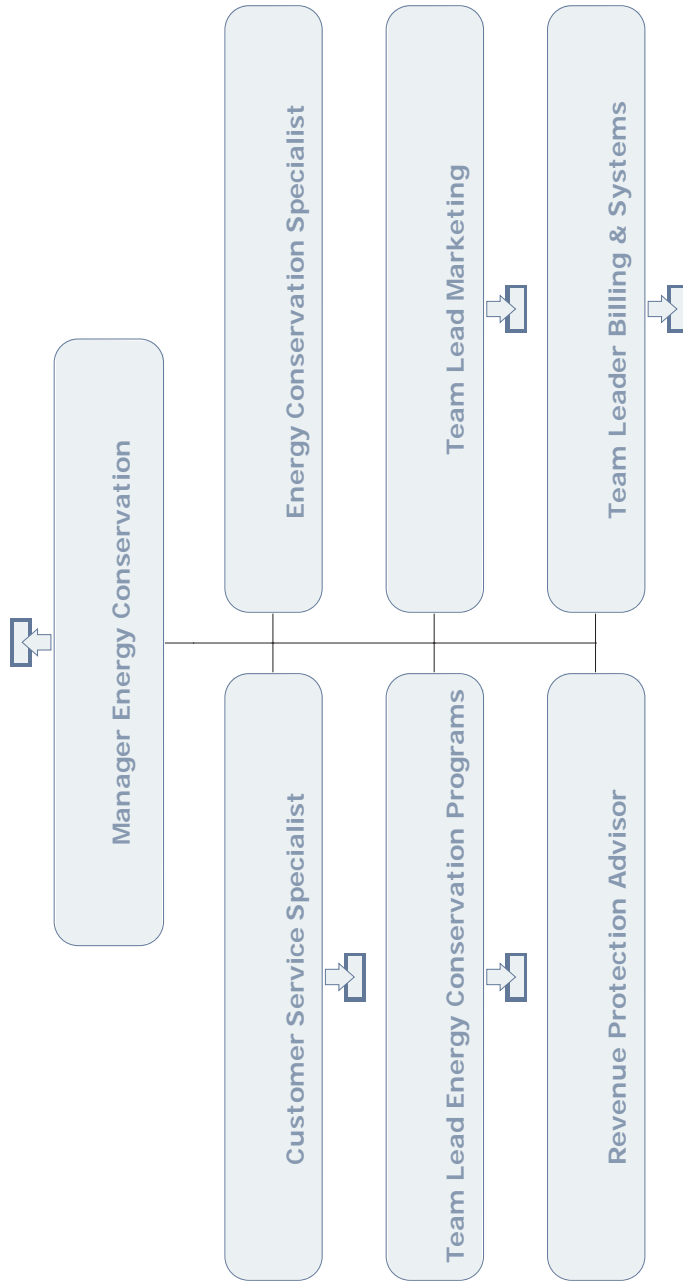 Manager Energy Conservation
Customer Service Specialist
Energy Conservation Specialist
Team Lead Energy Conservation Programs
Team Lead Marketing
Revenue Protection Advisor
Team Leader Billing & Systems